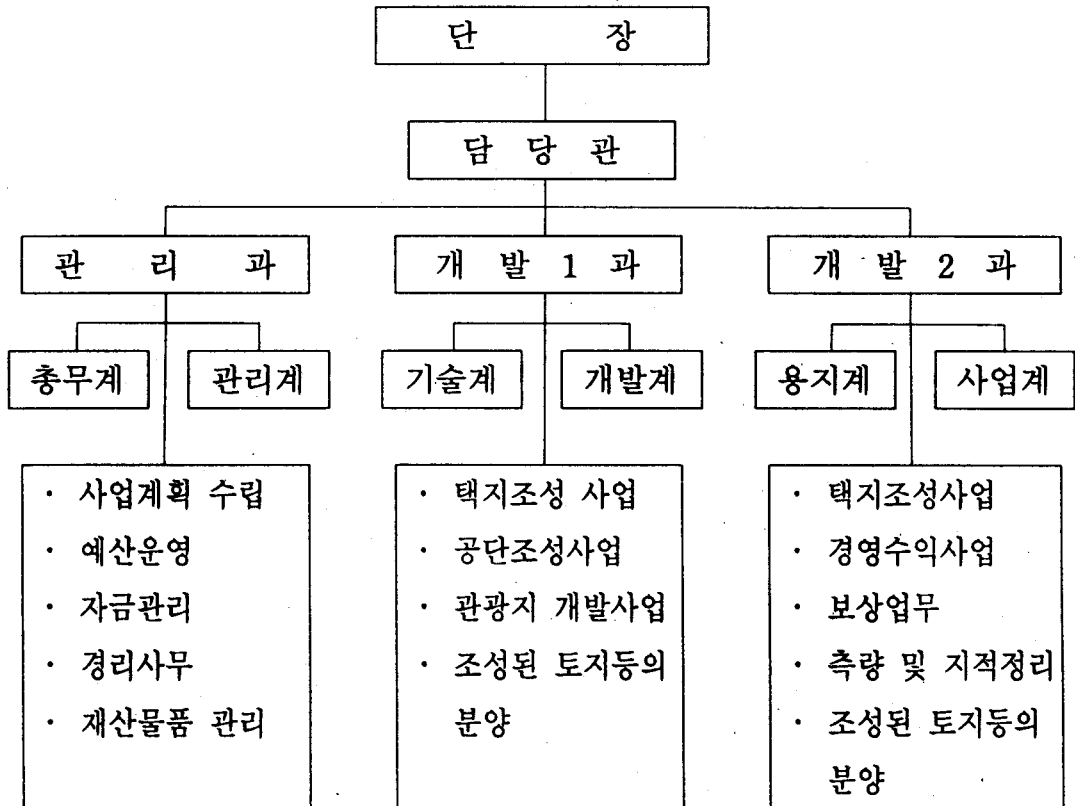 단 장
담 당 관
관 리 과
개 발 1 과
개 발 2 과
총무계
관리계
기술계
개발계
용지계
사업계
· 사업계획 수립
· 예산운영
· 자금관리
· 경리사무
· 재산물품 관리
· 택지조성 사업
· 공단조성사업
· 관광지 개발사업
· 조성된 토지등의
분양
· 택지조성사업
· 경영수익사업
· 보상업무
· 측량 및 지적정리
· 조성된 토지등의
분양